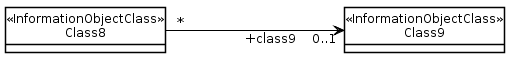 «InformationObjectClass»
Class8
*
+class9 0..1
«InformationObjectClass»
Class9